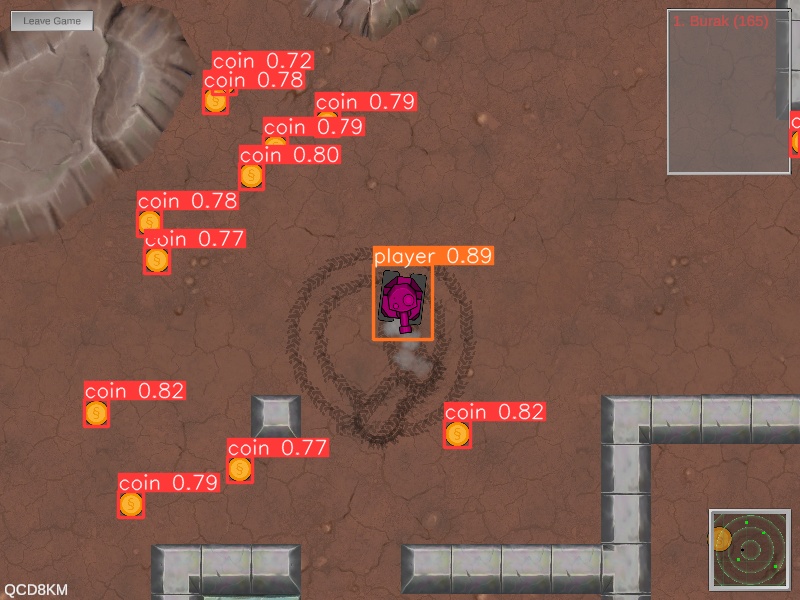 Leave Game
1. Burak (165)
coin 0.72
coin 0.78
coin 0.79
coin 0.79
coin 0.80
coin 0.78
coin 0.77
player 0.89
coin 0.82
coin 0.82
coin 0.77
coin 0.79
c
QCD8KM